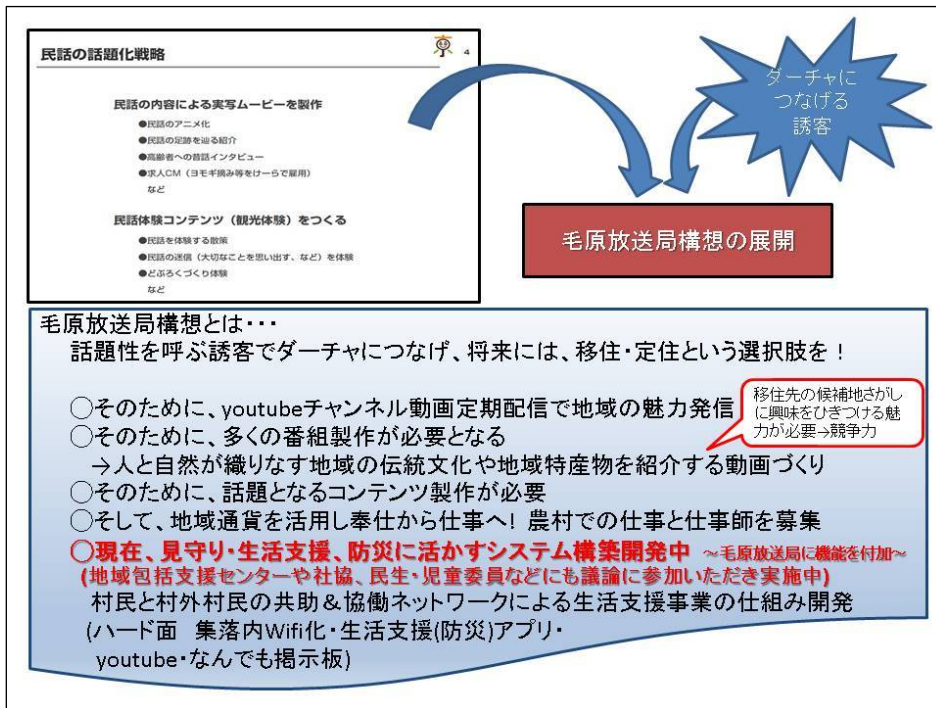 民話の話題化戦略
4
民話の内容による実写ムービーを製作
●民話のアニメ化
●民話の足跡を辿る紹介
●高齢者への昔話インタビュー
●求人CM（ヨモギ摘み等をけーらで雇用）
など
民話体験コンテンツ（観光体験）をつくる
●民話を体験する散策
●民話の迷信（大切なことを思い出す、など）を体験
●どぶろくづくり体験
など
ダーチャに
つなげる
誘客
毛原放送局構想の展開
毛原放送局構想とは・・・
話題性を呼ぶ誘客でダーチャにつなげ、将来には、移住・定住という選択肢を！
○そのために、youtubeチャンネル動画定期配信で地域の魅力発信
移住先の候補地さがし
に興味をひきつける魅
力が必要→競争力
○そのために、多くの番組製作が必要となる
→人と自然が織りなす地域の伝統文化や地域特産物を紹介する動画づくり
○そのために、話題となるコンテンツ製作が必要
○そして、地域通貨を活用し奉仕から仕事へ！農村での仕事と仕事師を募集
○現在、見守り・生活支援、防災に活かすシステム構築開発中 ～毛原放送局に機能を付加～
(地域包括支援センターや社協、民生・児童委員などにも議論に参加いただき実施中)
村民と村外村民の共助＆協働ネットワークによる生活支援事業の仕組み開発
(ハード面 集落内Wifi化・生活支援(防災)アプリ・
youtube・なんでも掲示板)